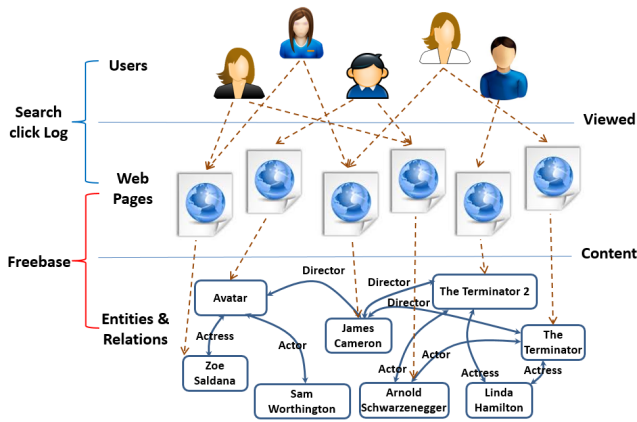 Users
Search
click Log
Viewed
Web
Pages
Freebase
Content
Director
Director
Avatar
The Terminator 2
Director
Entities &
Relations
James
Cameron
Actress
Actor
Actor
The
Terminator
Actor
Actress
Zoe
Saldana
Sam
Worthington
Arnold
Schwarzenegger
Linda
Hamilton